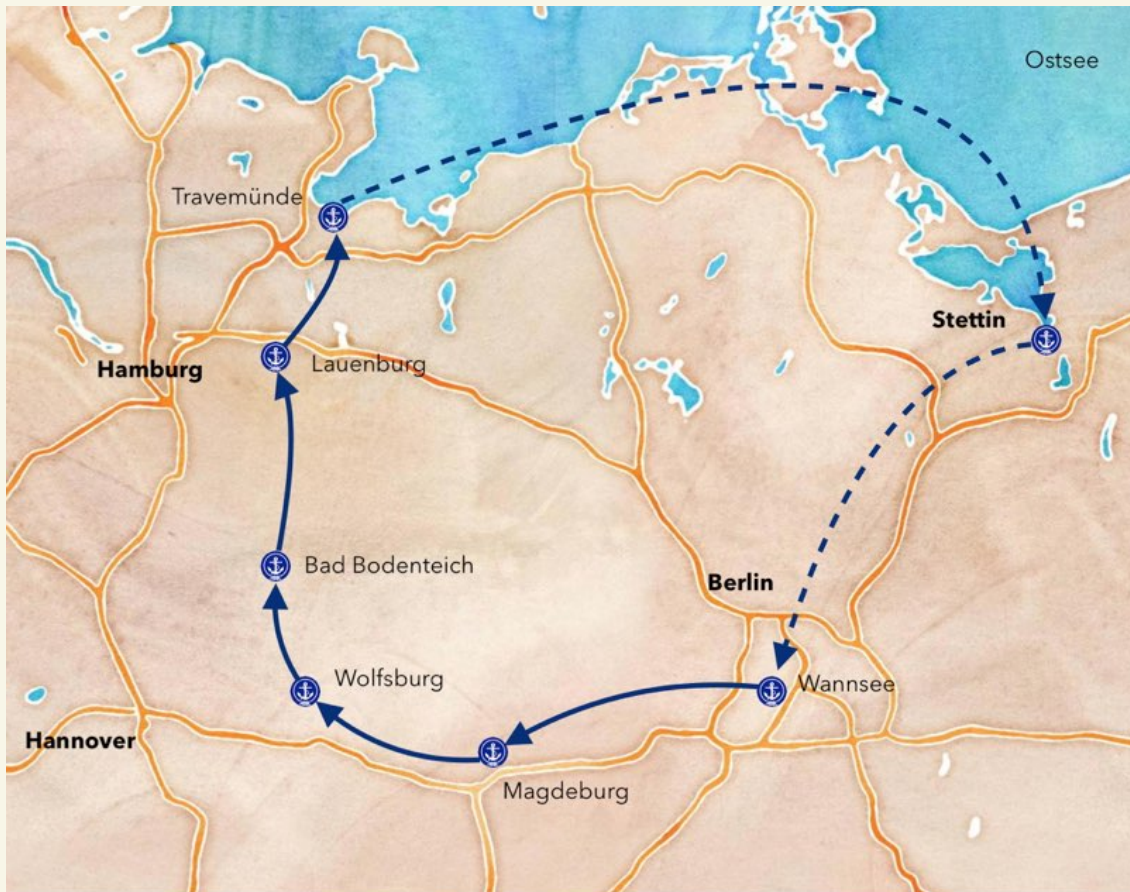 Ostsee
Travemünde
Stettin
Hamburg
Lauenburg
Bad Bodenteich
Berlin
Wolfsburg
Wannsee
Hannover
Magdeburg